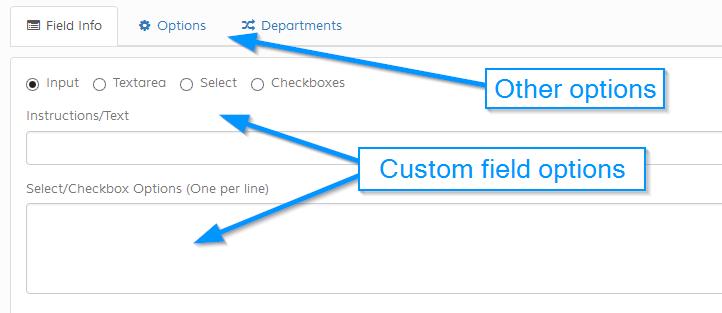 Field Info Options Departments
Other options
Input Textarea Select Checkboxes
Instructions/Text
Custom field options
Select/Checkbox Options (One per line)